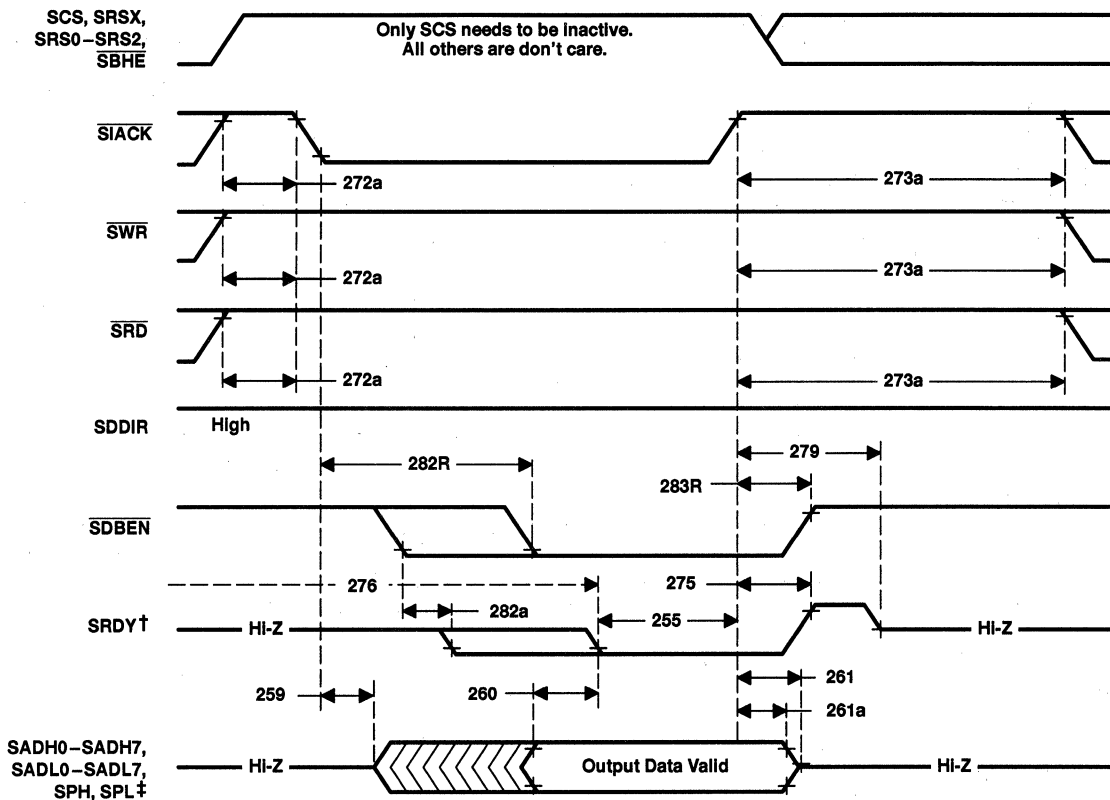 SCS, SRSX,
SRS0–SRS2,
SBHE
Only SCS needs to be inactive.
All others are don't care.
SIACK
272a
273a
SWR
272a
273a
SRD
272a
273a
SDDIR
High
282R
279
283R
SDBEN
276
275
282a
255
SRDY†
Hi-Z
Hi-Z
259
260
261
261a
SADH0–SADH7,
SADL0–SADL7,
SPH, SPL‡
Hi-Z
Output Data Valid
Hi-Z